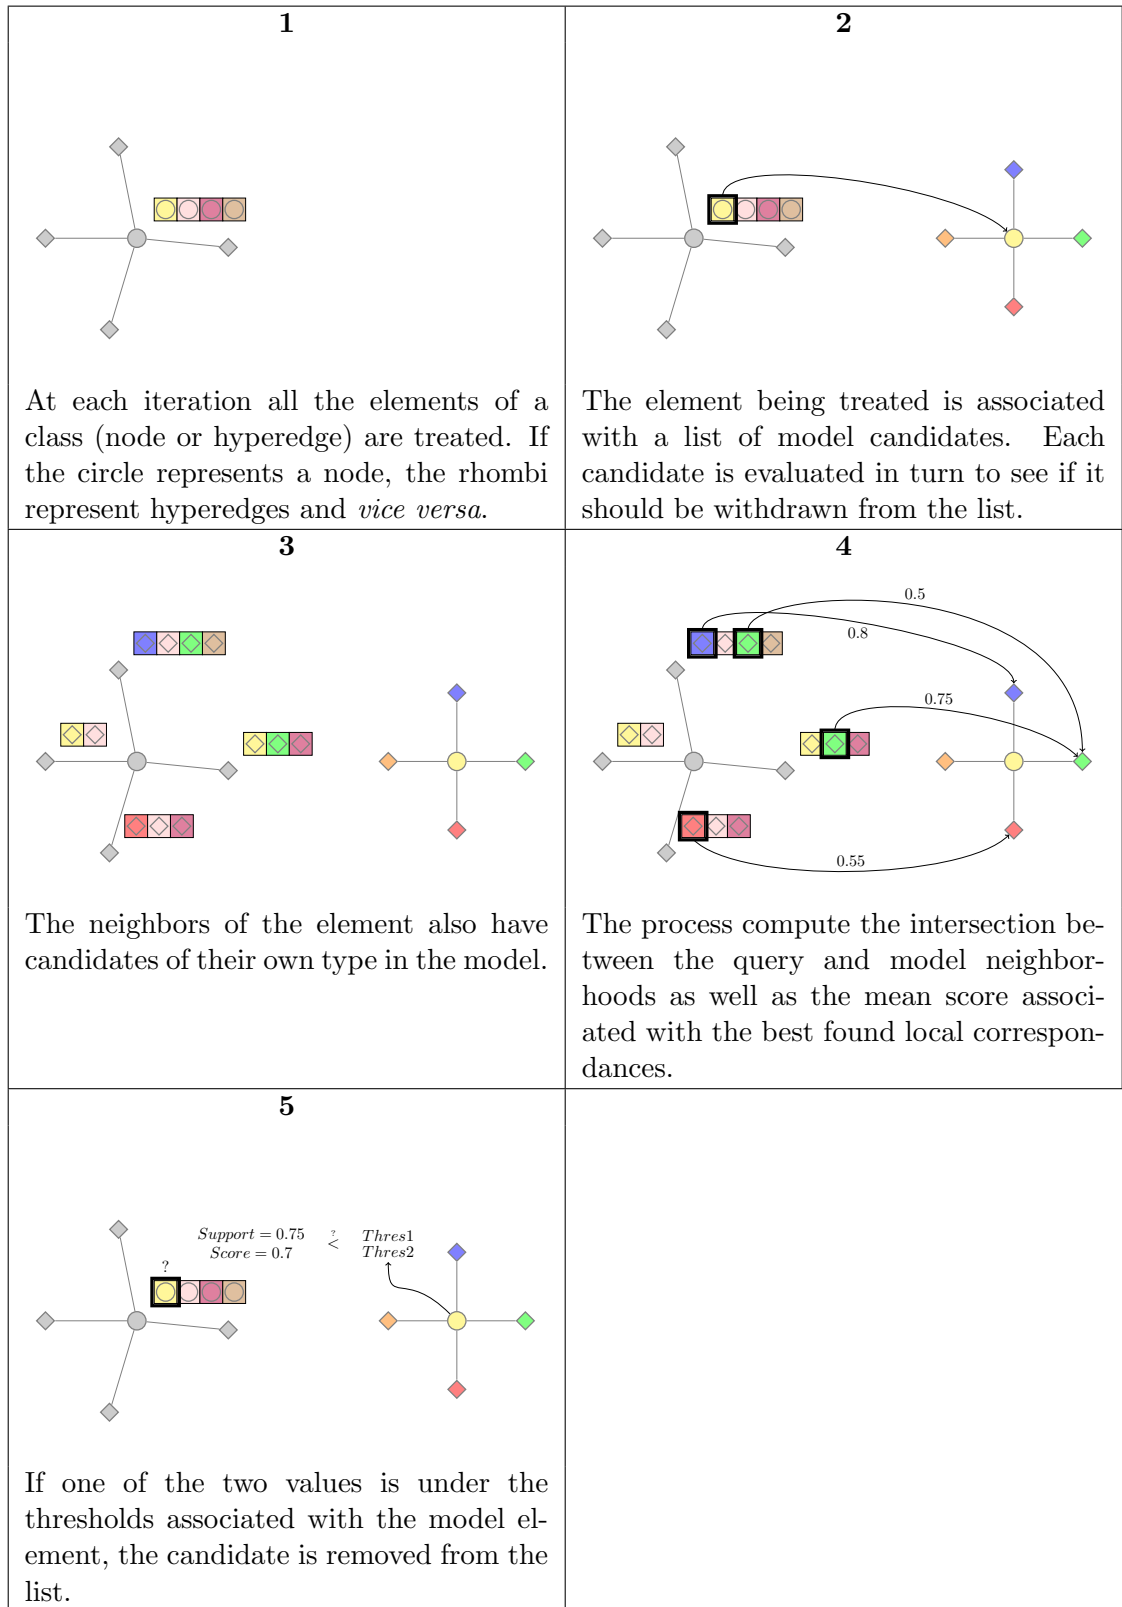 1
At each iteration all the elements of a
class (node or hyperedge) are treated. If
the circle represents a node, the rhombi
represent hyperedges and vice versa.
2
The element being treated is associated
with a list of model candidates. Each
candidate is evaluated in turn to see if it
should be withdrawn from the list.
3
The neighbors of the element also have
candidates of their own type in the model.
4
0.5
0.8
0.75
0.55
The process compute the intersection be-
tween the query and model neighbor-
hoods as well as the mean score associ-
ated with the best found local correspon-
dances.
5
Support = 0.75 ? Thres1
Score = 0.7 < Thres2
?
If one of the two values is under the
thresholds associated with the model el-
ement, the candidate is removed from the
list.